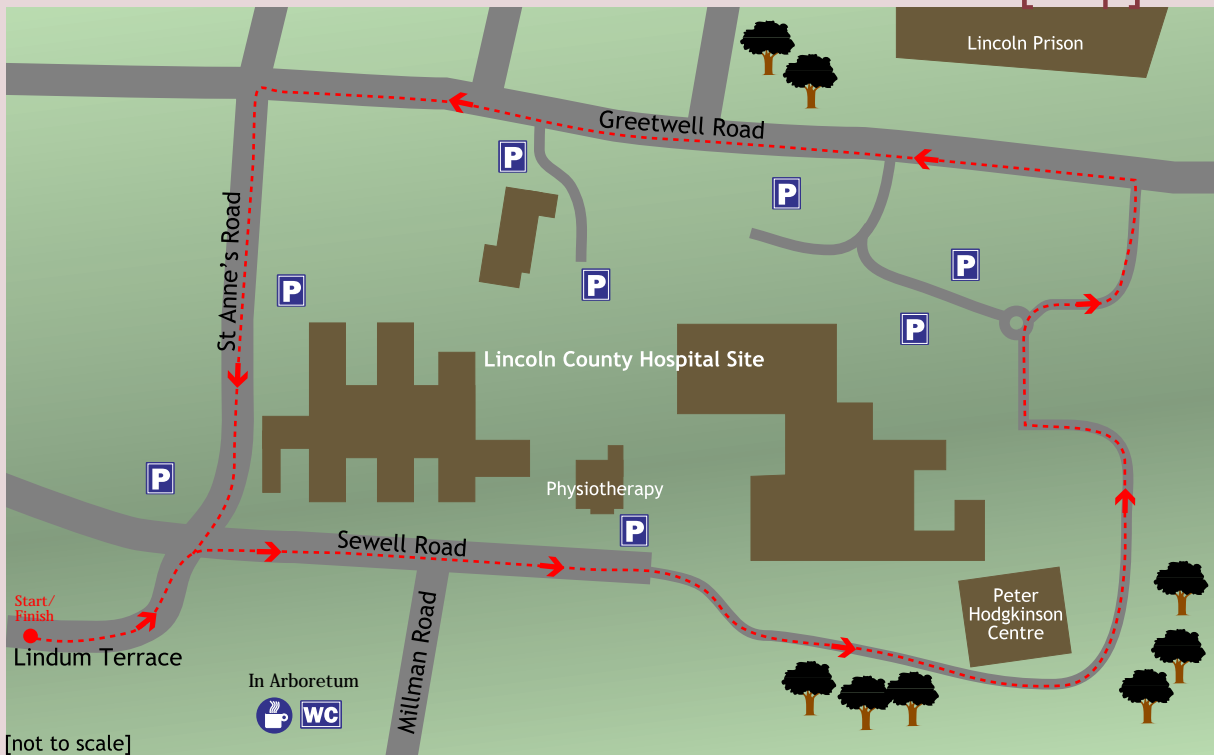 Lincoln Prison
Greetwell Road
P
P
St Anne's Road
P
P
P
P
Lincoln County Hospital Site
P
Physiotherapy
P
Sewell Road
Start/
Finish
Peter
Hodgkinson
Centre
Lindum Terrace
Millman Road
In Arboretum
WC
[not to scale]